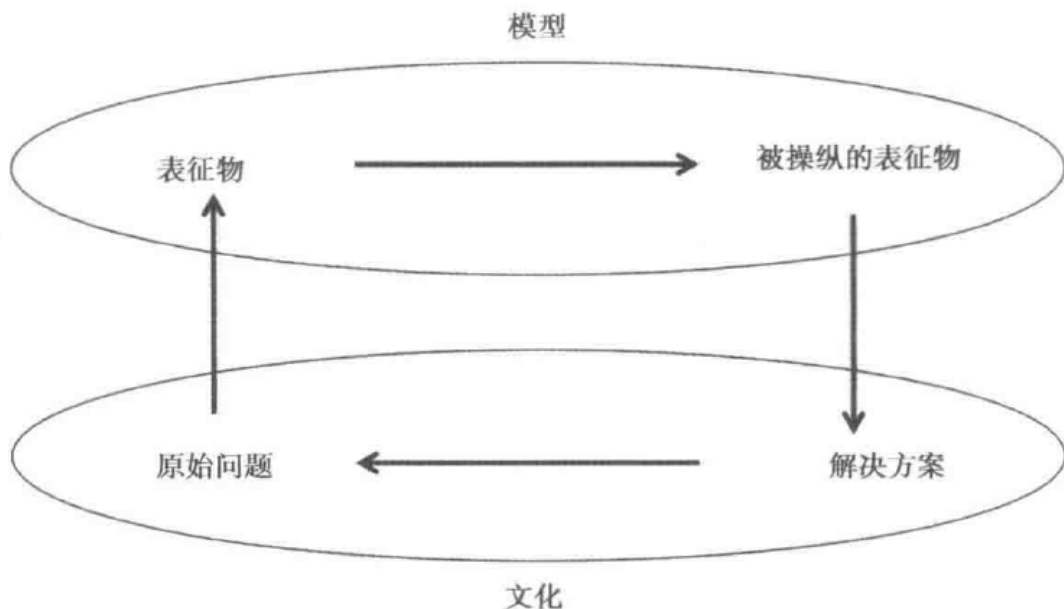 模型
表征物
被操纵的表征物
原始问题
解决方案
文化